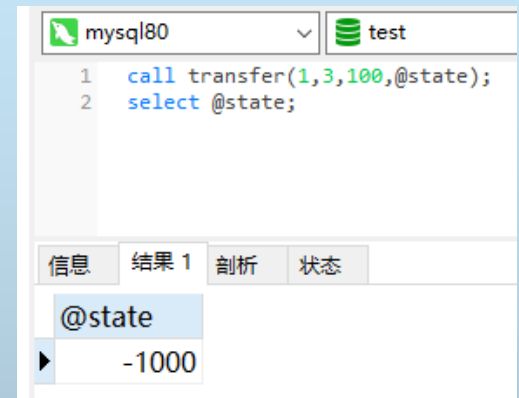 mysql80 test
1 call transfer(1,3,100,@state);
2 select @state;
信息 结果 1 剖析 状态
@state
-1000